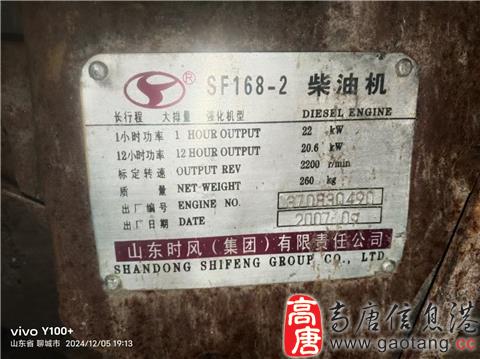 ® SF168-2 柴油机
长行程 大排量 强化机型 DIESEL ENGINE
1小时功率 1 HOUR OUTPUT 22 kW
12小时功率 12 HOUR OUTPUT 20.6 kW
标定转速 OUTPUT REV 2200 r/min
质量 NET WEIGHT 260 kg
出厂编号 ENGINE NO. 370830490
出厂日期 DATE 2007.09
山东时风(集团)有限责任公司
SHANDONG SHIFENG GROUP CO., LTD.
vivo Y100+
山东省 聊城市 2024/12/05 19:13
高唐
高唐信息港
www.gaotang.cc